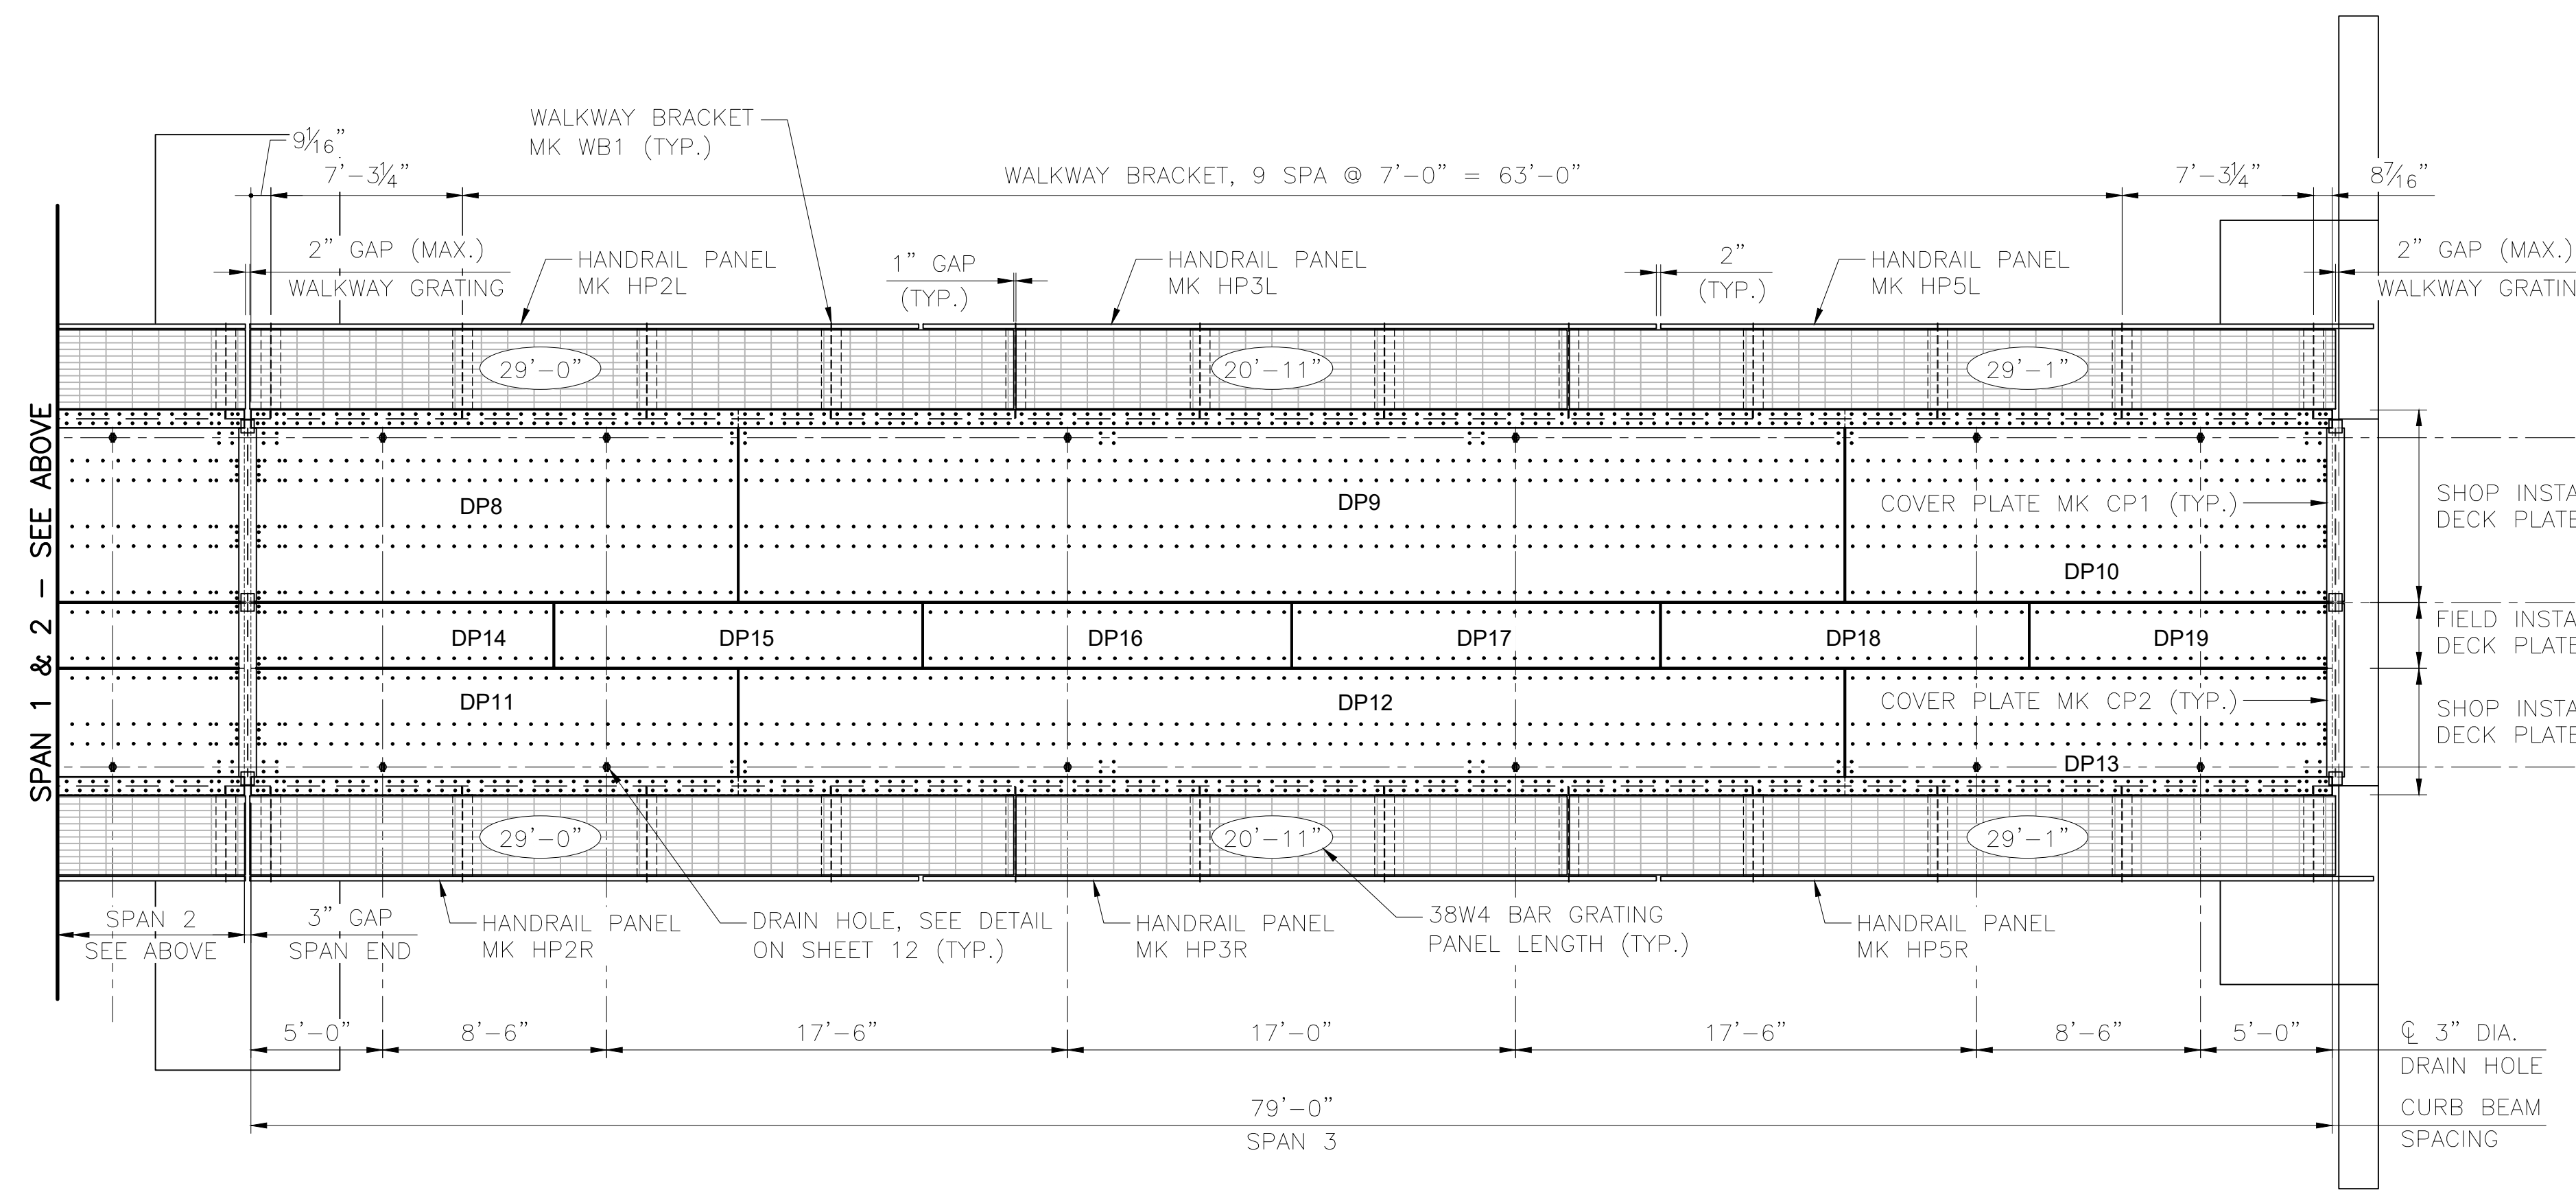 WALKWAY BRACKET
MK WB1 (TYP.)
9 1/16"
7'-3 1/4"
WALKWAY BRACKET, 9 SPA @ 7'-0" = 63'-0"
7'-3 1/4"
8 7/16"
2" GAP (MAX.)
WALKWAY GRATING
HANDRAIL PANEL
MK HP2L
1" GAP
(TYP.)
HANDRAIL PANEL
MK HP3L
2"
(TYP.)
HANDRAIL PANEL
MK HP5L
2" GAP (MAX.)
WALKWAY GRATIN
29'-0"
20'-11"
29'-1"
SPAN 1 & 2 - SEE ABOVE
DP8
DP9
COVER PLATE MK CP1 (TYP.)
DP10
SHOP INSTA
DECK PLATE
DP14
DP15
DP16
DP17
DP18
DP19
FIELD INSTA
DECK PLATE
DP11
DP12
COVER PLATE MK CP2 (TYP.)
DP13
SHOP INSTA
DECK PLATE
29'-0"
20'-11"
29'-1"
SPAN 2
SEE ABOVE
3" GAP
SPAN END
HANDRAIL PANEL
MK HP2R
DRAIN HOLE, SEE DETAIL
ON SHEET 12 (TYP.)
HANDRAIL PANEL
MK HP3R
38W4 BAR GRATING
PANEL LENGTH (TYP.)
HANDRAIL PANEL
MK HP5R
5'-0"
8'-6"
17'-6"
17'-0"
17'-6"
8'-6"
5'-0"
℄ 3" DIA.
DRAIN HOLE
79'-0"
SPAN 3
CURB BEAM
SPACING